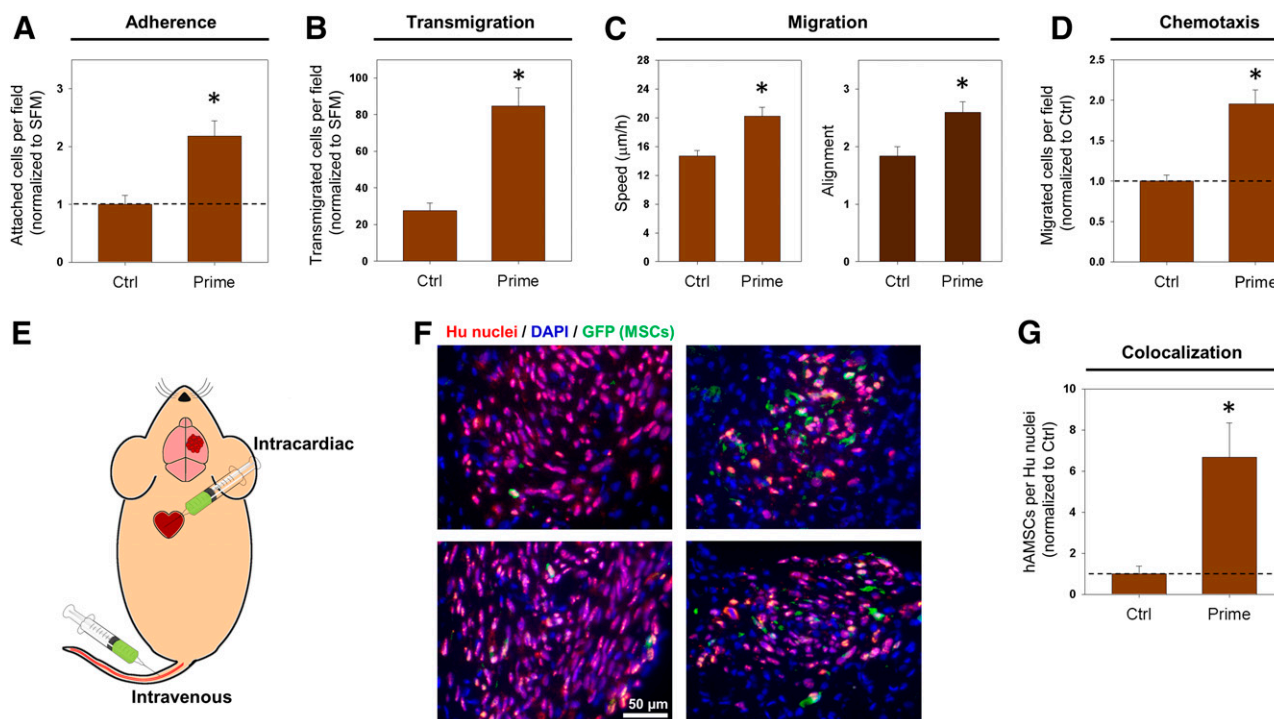 A
Adherence
Attached cells per field
(normalized to SFM)
3
2
1
0
*
Ctrl
Prime
B
Transmigration
Transmigrated cells per field
(normalized to SFM)
100
80
60
40
20
0
*
Ctrl
Prime
C
Migration
Speed (μm/h)
28
24
20
16
12
8
4
0
*
Ctrl
Prime
Alignment
3
2
1
0
*
Ctrl
Prime
D
Chemotaxis
Migrated cells per field
(normalized to Ctrl)
2.5
2.0
1.5
1.0
0.5
0.0
*
Ctrl
Prime
E
Intracardiac
Intravenous
F
Hu nuclei / DAPI / GFP (MSCs)
50 μm
G
Colocalization
hAMSCs per Hu nuclei
(normalized to Ctrl)
10
8
6
4
2
0
*
Ctrl
Prime